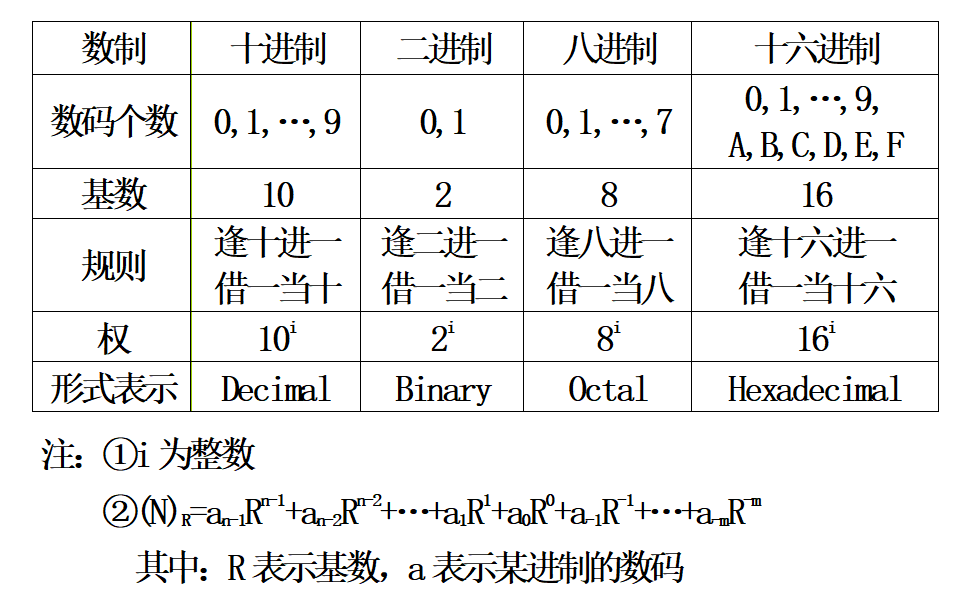 数制 十进制 二进制 八进制 十六进制
数码个数 0,1,…,9 0,1 0,1,…,7 0,1,…,9,
A,B,C,D,E,F
基数 10 2 8 16
规则 逢十进一 逢二进一 逢八进一 逢十六进一
借一当十 借一当二 借一当八 借一当十六
权 10^i 2^i 8^i 16^i
形式表示 Decimal Binary Octal Hexadecimal
注：①i 为整数
②(N)_R=a_{n-1}R^{n-1}+a_{n-2}R^{n-2}+…+a_1R^1+a_0R^0+a_{-1}R^{-1}+…+a_{-m}R^{-m}
其中：R 表示基数，a 表示某进制的数码